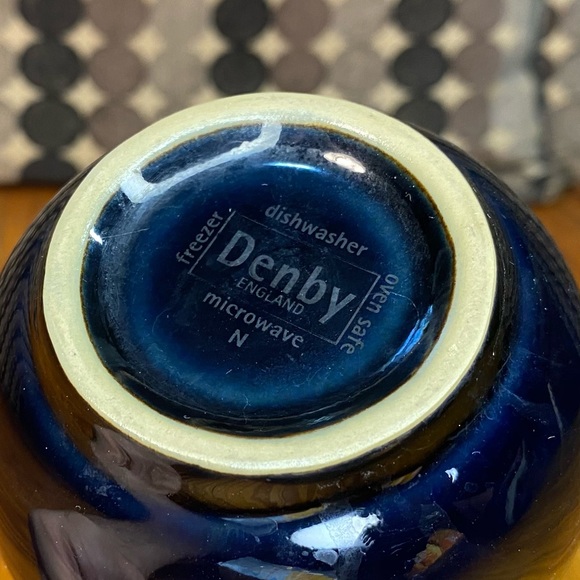 dishwasher
freezer
Denby
ENGLAND
oven safe
microwave
N